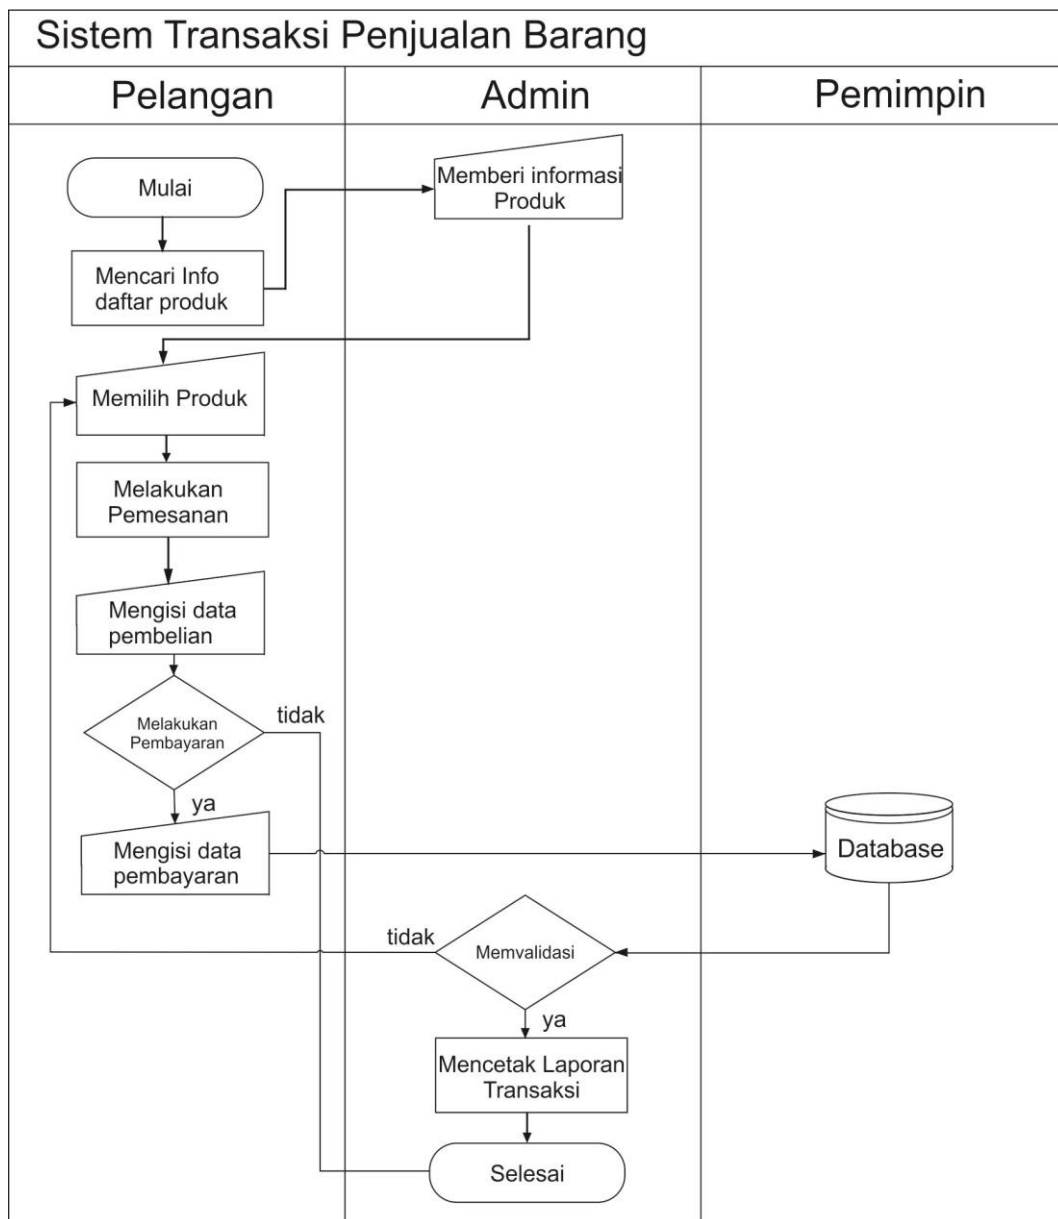 Sistem Transaksi Penjualan Barang
Pelangan
Admin
Pemimpin
Mulai
Memberi informasi
Produk
Mencari Info
daftar produk
Memilih Produk
Melakukan
Pemesanan
Mengisi data
pembelian
Melakukan
Pembayaran
tidak
ya
Mengisi data
pembayaran
Database
tidak
Memvalidasi
ya
Mencetak Laporan
Transaksi
Selesai